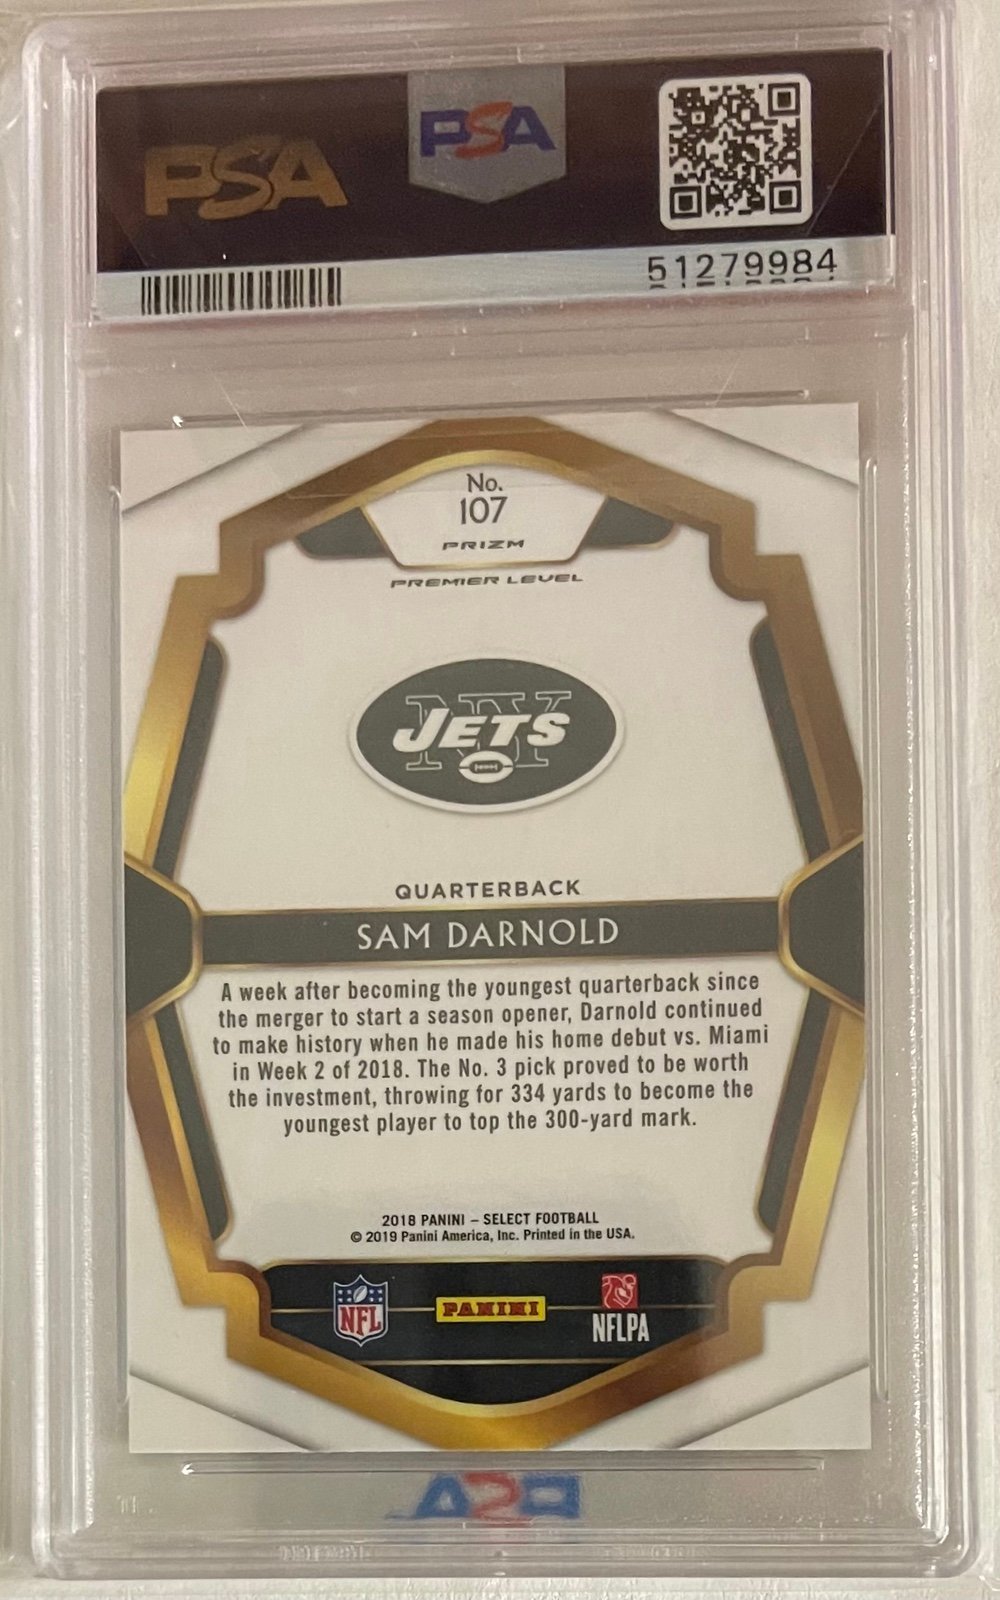 PSA
PSA
51279984
No.
107
PRIZM
PREMIER LEVEL
NY
JETS
QUARTERBACK
SAM DARNOLD
A week after becoming the youngest quarterback since
the merger to start a season opener, Darnold continued
to make history when he made his home debut vs. Miami
in Week 2 of 2018. The No. 3 pick proved to be worth
the investment, throwing for 334 yards to become the
youngest player to top the 300-yard mark.
2018 PANINI – SELECT FOOTBALL
© 2019 Panini America, Inc. Printed in the USA.
NFL
PANINI
NFLPA
PSA